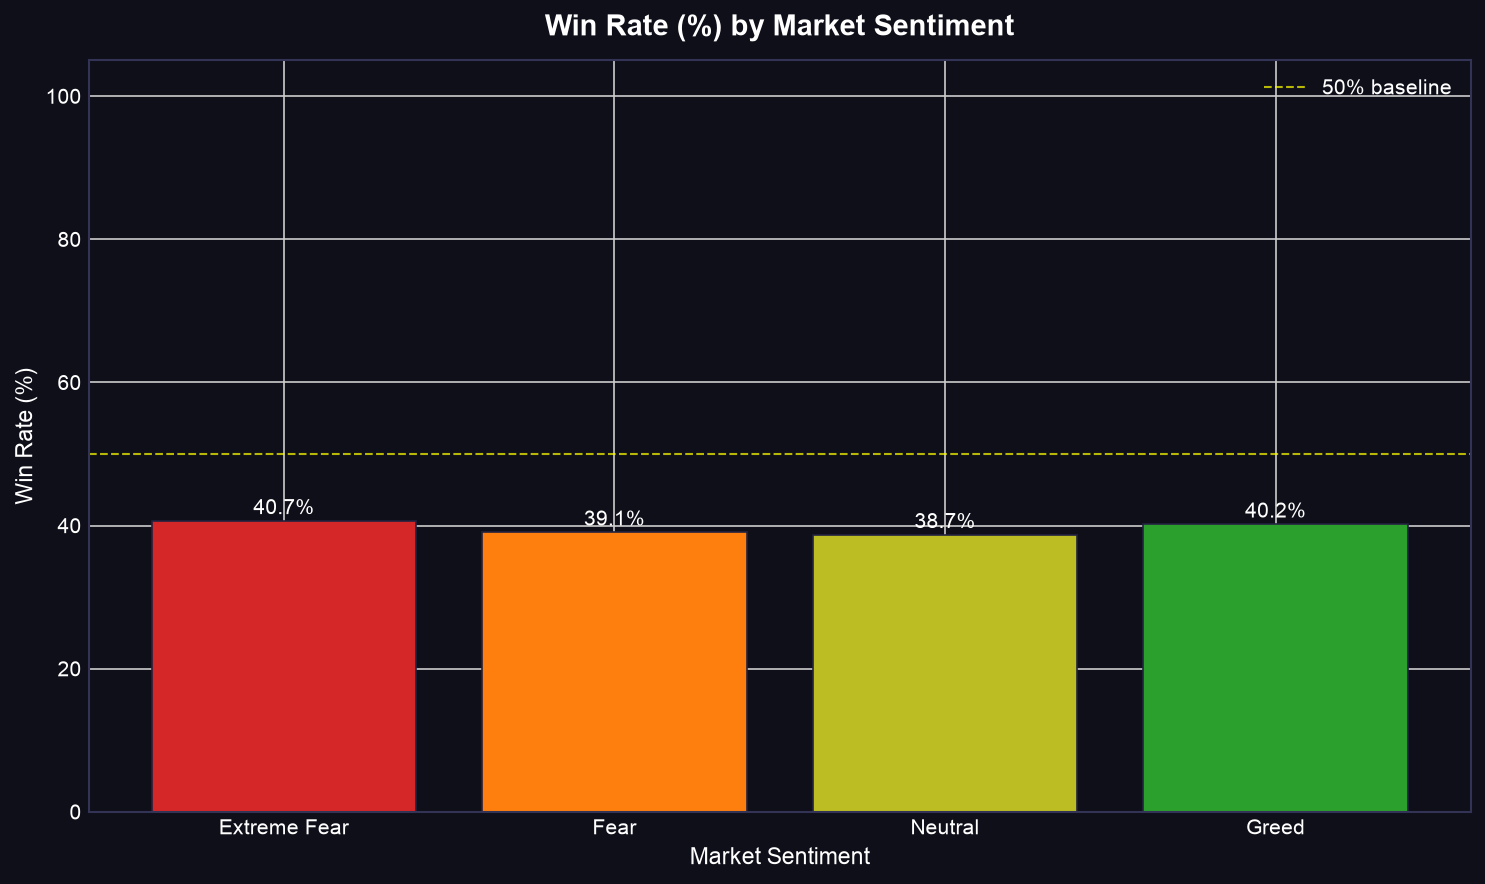 Win Rate (%) by Market Sentiment
50% baseline
100
80
60
40
20
0
Win Rate (%)
40.7%
39.1%
38.7%
40.2%
Extreme Fear
Fear
Neutral
Greed
Market Sentiment